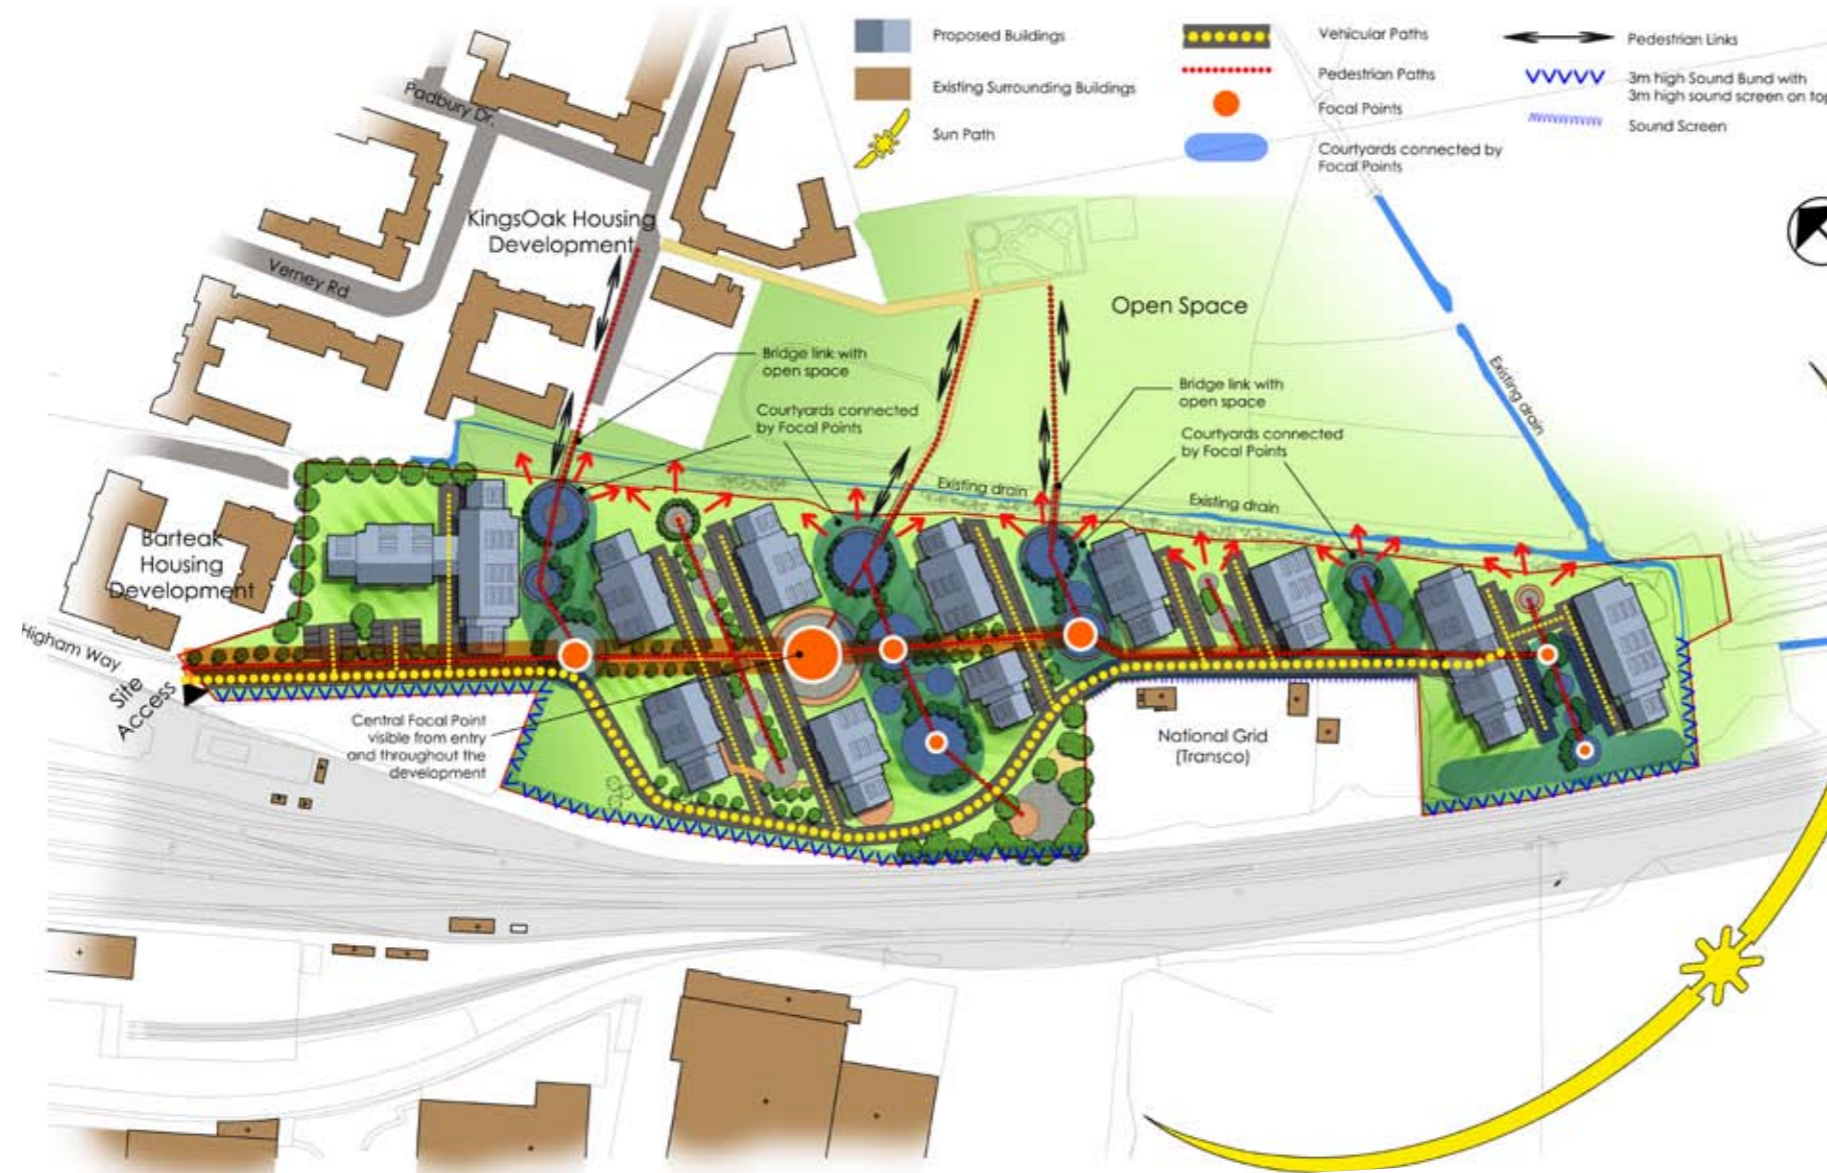 Proposed Buildings
Existing Surrounding Buildings
Sun Path
Vehicular Paths
Pedestrian Paths
Focal Points
Courtyards connected by
Focal Points
Pedestrian Links
3m high Sound Bund with
3m high sound screen on top
Sound Screen
Padbury Dr.
KingsOak Housing
Development
Verney Rd
Open Space
Existing drain
Bridge link with
open space
Courtyards connected
by Focal Points
Bridge link with
open space
Courtyards connected
by Focal Points
Existing drain
Existing drain
Barteak
Housing
Development
Higham Way
Site
Access
Central Focal Point
visible from entry
and throughout the
development
National Grid
(Transco)